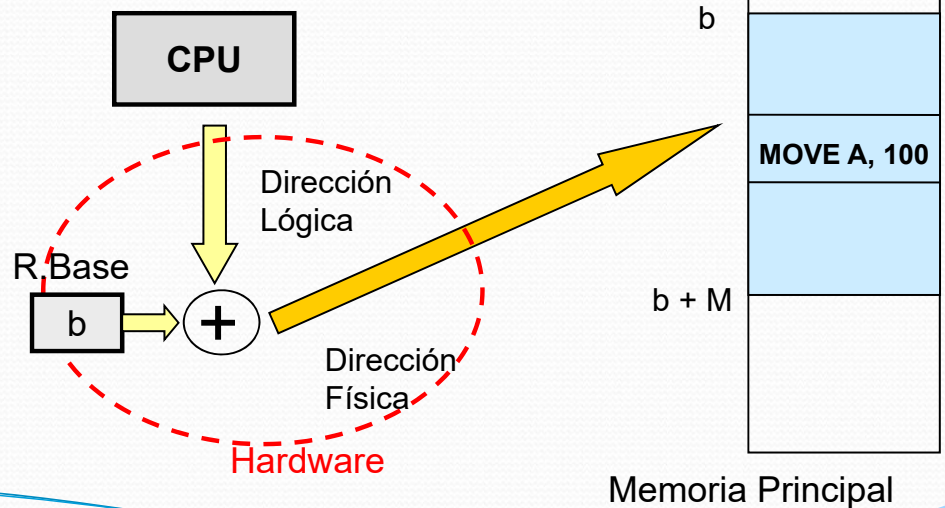 b
CPU
MOVE A, 100
Dirección
Lógica
R.Base
b + M
b
+
Dirección
Física
Hardware
Memoria Principal